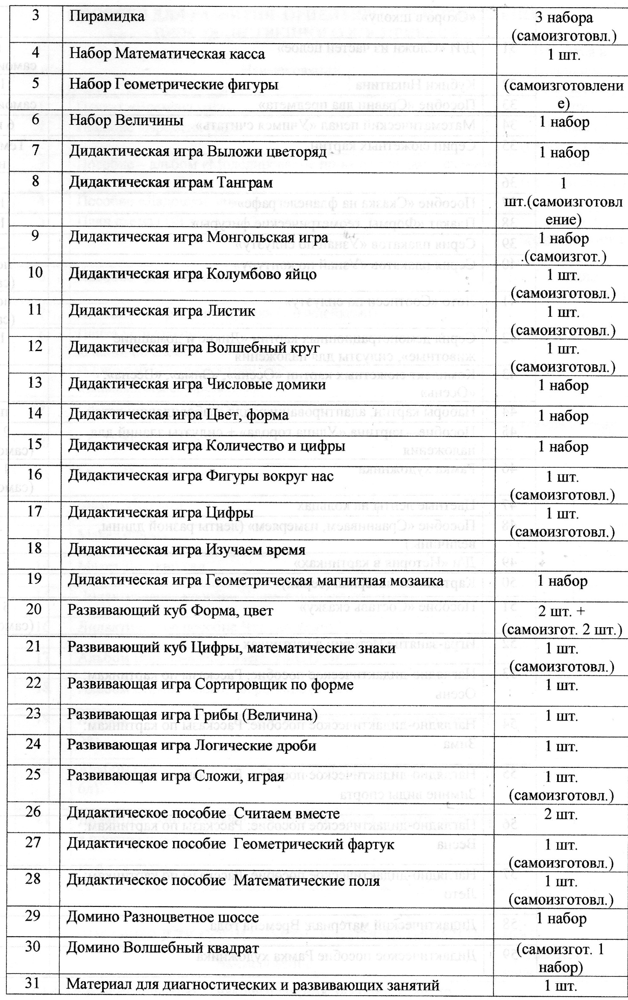 3 Пирамидка 3 набора
(самоизготовл.)
4 Набор Математическая касса 1 шт.
5 Набор Геометрические фигуры (самоизготовлени
е)
6 Набор Величины 1 набор
7 Дидактическая игра Выложи цветоряд 1 набор
8 Дидактическая играм Танграм 1
шт.(самоизготовл
ение)
9 Дидактическая игра Монгольская игра 1 набор
.(самоизгот.)
10 Дидактическая игра Колумбово яйцо 1 шт.
(самоизготовл.)
11 Дидактическая игра Листик 1 шт.
(самоизготовл.)
12 Дидактическая игра Волшебный круг 1 шт.
(самоизготовл.)
13 Дидактическая игра Числовые домики 1 набор
14 Дидактическая игра Цвет, форма 1 набор
15 Дидактическая игра Количество и цифры 1 набор
16 Дидактическая игра Фигуры вокруг нас 1 шт.
(самоизготовл.)
17 Дидактическая игра Цифры 1 шт.
(самоизготовл.)
18 Дидактическая игра Изучаем время
19 Дидактическая игра Геометрическая магнитная мозаика 1 набор
20 Развивающий куб Форма, цвет 2 шт. +
(самоизгот. 2 шт.)
21 Развивающий куб Цифры, математические знаки 1 шт.
(самоизготовл.)
22 Развивающая игра Сортировщик по форме 1 шт.
23 Развивающая игра Грибы (Величина) 1 шт.
24 Развивающая игра Логические дроби 1 шт.
25 Развивающая игра Сложи, играя 1 шт.
(самоизготовл.)
26 Дидактическое пособие Считаем вместе 2 шт.
27 Дидактическое пособие Геометрический фартук 1 шт.
(самоизготовл.)
28 Дидактическое пособие Математические поля 1 шт.
(самоизготовл.)
29 Домино Разноцветное шоссе 1 набор
30 Домино Волшебный квадрат (самоизгот. 1
набор)
31 Материал для диагностических и развивающих занятий 1 шт.